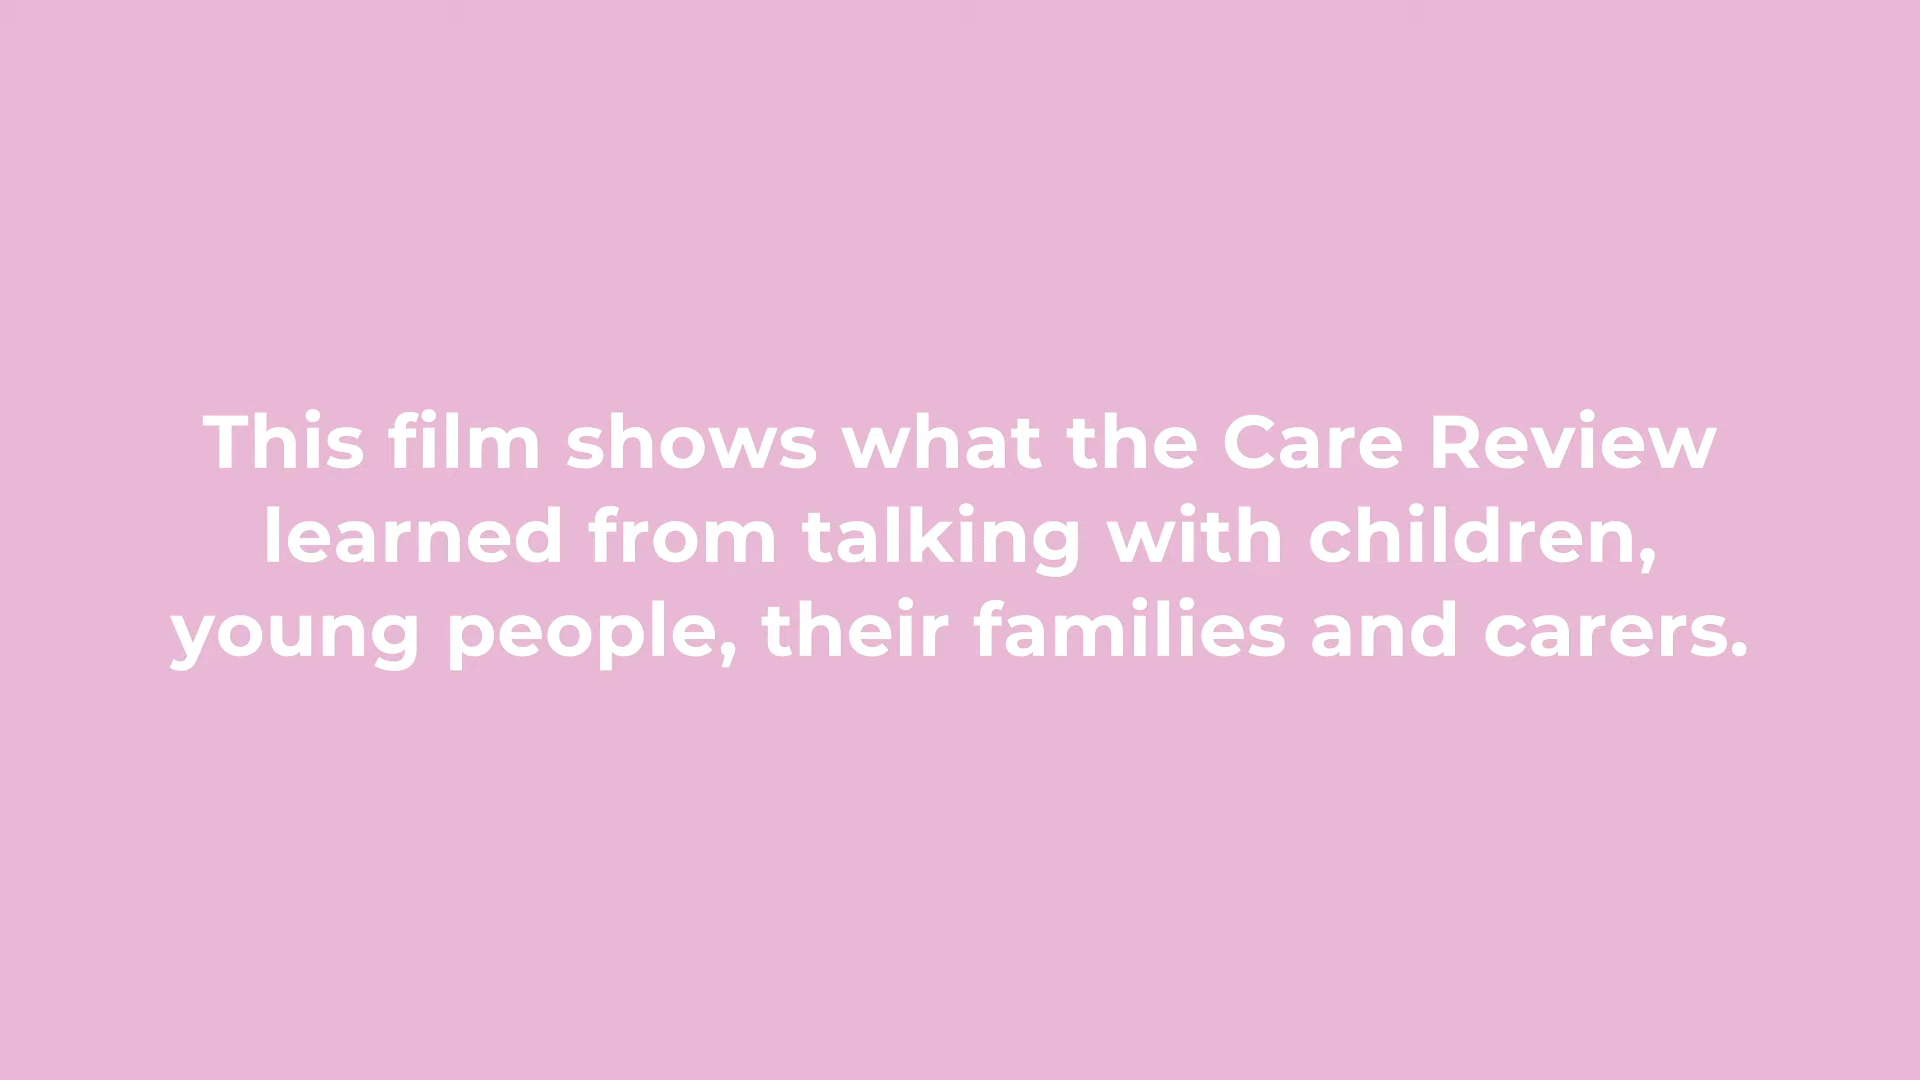 This film shows what the Care Review
learned from talking with children,
young people, their families and carers.